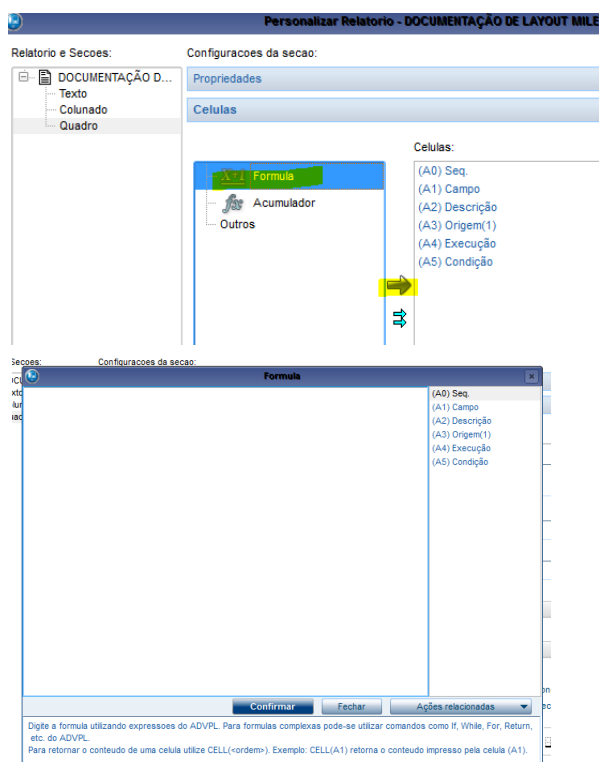 Personalizar Relatorio - DOCUMENTAÇÃO DE LAYOUT MILE
Relatorio e Secoes:
Configuracoes da secao:
DOCUMENTAÇÃO D...
Texto
Colunado
Quadro
Propriedades
Celulas
Formula
Acumulador
Outros
Celulas:
(A0) Seq.
(A1) Campo
(A2) Descrição
(A3) Origem(1)
(A4) Execução
(A5) Condição
Secoes:
Configuracoes da secao:
Formula
(A0) Seq.
(A1) Campo
(A2) Descrição
(A3) Origem(1)
(A4) Execução
(A5) Condição
Confirmar
Fechar
Ações relacionadas
Digite a formula utilizando expressoes do ADVPL. Para formulas complexas pode-se utilizar comandos como If, While, For, Return,
etc. do ADVPL.
Para retornar o conteudo de uma celula utilize CELL(<ordem>). Exemplo: CELL(A1) retorna o conteudo impresso pela celula (A1).